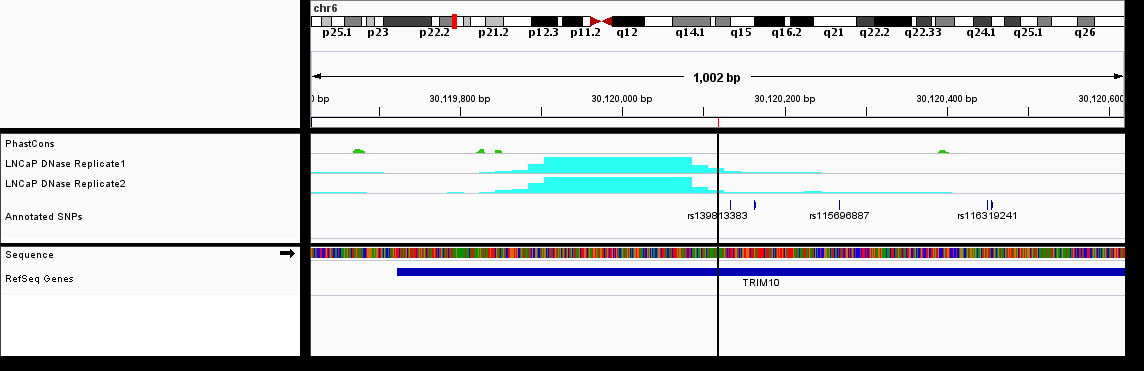 chr6
p25.1 p23 p22.2 p21.2 p12.3 p11.2 q12 q14.1 q15 q16.2 q21 q22.2 q22.33 q24.1 q25.1 q26
1,002 bp
0 bp 30,119,800 bp 30,120,000 bp 30,120,200 bp 30,120,400 bp 30,120,600
PhastCons
LNCaP DNase Replicate1
LNCaP DNase Replicate2
Annotated SNPs rs139813383 rs115696887 rs116319241
Sequence
RefSeq Genes
TRIM10